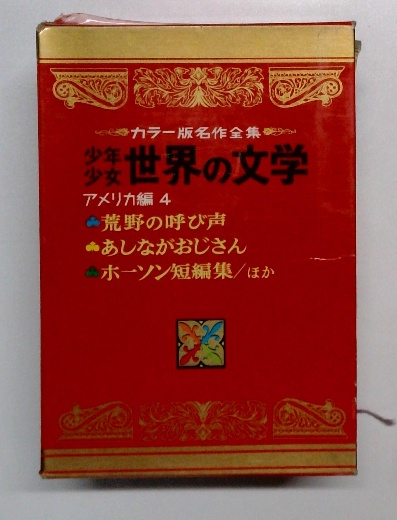 カラー版名作全集
少年少女世界の文学
アメリカ編 4
荒野の呼び声
あしながおじさん
ホーソン短編集/ほか